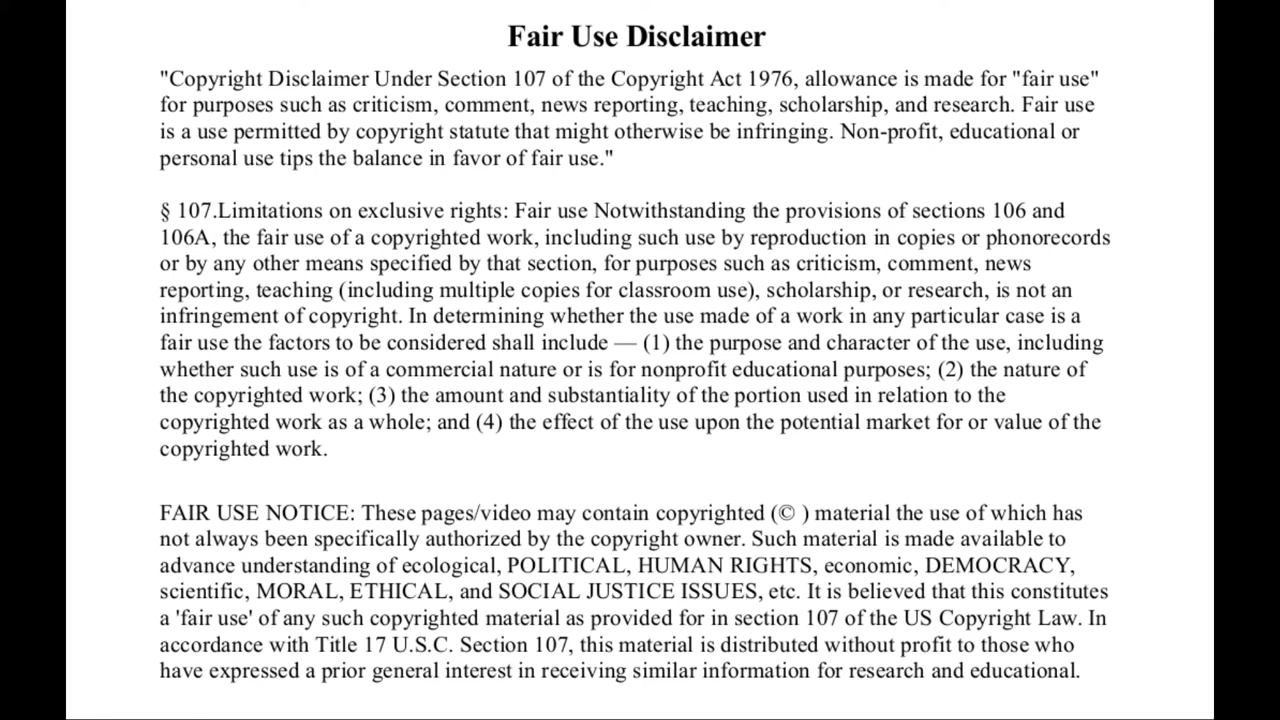 Fair Use Disclaimer
"Copyright Disclaimer Under Section 107 of the Copyright Act 1976, allowance is made for "fair use"
for purposes such as criticism, comment, news reporting, teaching, scholarship, and research. Fair use
is a use permitted by copyright statute that might otherwise be infringing. Non-profit, educational or
personal use tips the balance in favor of fair use."
§ 107.Limitations on exclusive rights: Fair use Notwithstanding the provisions of sections 106 and
106A, the fair use of a copyrighted work, including such use by reproduction in copies or phonorecords
or by any other means specified by that section, for purposes such as criticism, comment, news
reporting, teaching (including multiple copies for classroom use), scholarship, or research, is not an
infringement of copyright. In determining whether the use made of a work in any particular case is a
fair use the factors to be considered shall include — (1) the purpose and character of the use, including
whether such use is of a commercial nature or is for nonprofit educational purposes; (2) the nature of
the copyrighted work; (3) the amount and substantiality of the portion used in relation to the
copyrighted work as a whole; and (4) the effect of the use upon the potential market for or value of the
copyrighted work.
FAIR USE NOTICE: These pages/video may contain copyrighted (© ) material the use of which has
not always been specifically authorized by the copyright owner. Such material is made available to
advance understanding of ecological, POLITICAL, HUMAN RIGHTS, economic, DEMOCRACY,
scientific, MORAL, ETHICAL, and SOCIAL JUSTICE ISSUES, etc. It is believed that this constitutes
a 'fair use' of any such copyrighted material as provided for in section 107 of the US Copyright Law. In
accordance with Title 17 U.S.C. Section 107, this material is distributed without profit to those who
have expressed a prior general interest in receiving similar information for research and educational.